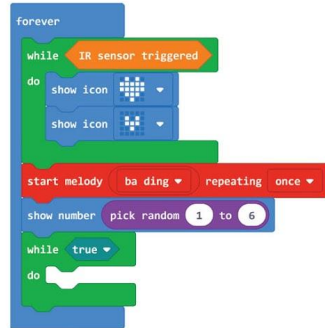 forever
while IR sensor triggered
do
show icon
show icon
start melody ba ding repeating once
show number pick random 1 to 6
while true
do